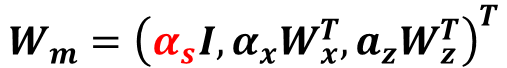 W_m = (α_s I, α_x W_x^T, a_z W_z^T)^T